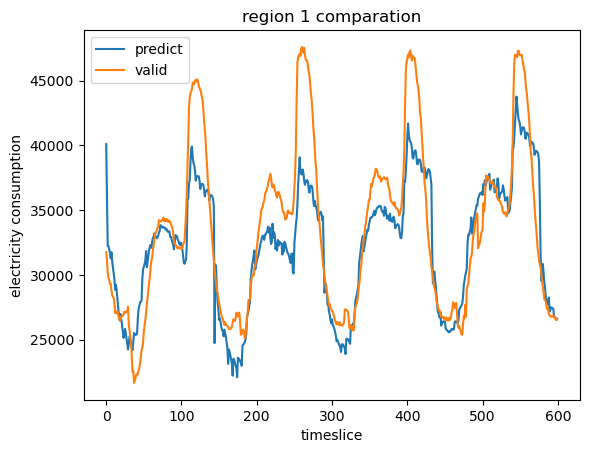 region 1 comparation
predict
valid
electricity consumption
45000
40000
35000
30000
25000
0 100 200 300 400 500 600
timeslice